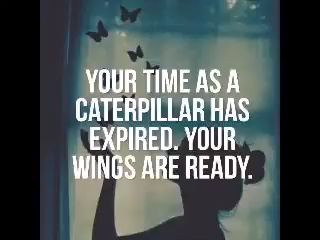 YOUR TIME AS A
CATERPILLAR HAS
EXPIRED. YOUR
WINGS ARE READY.